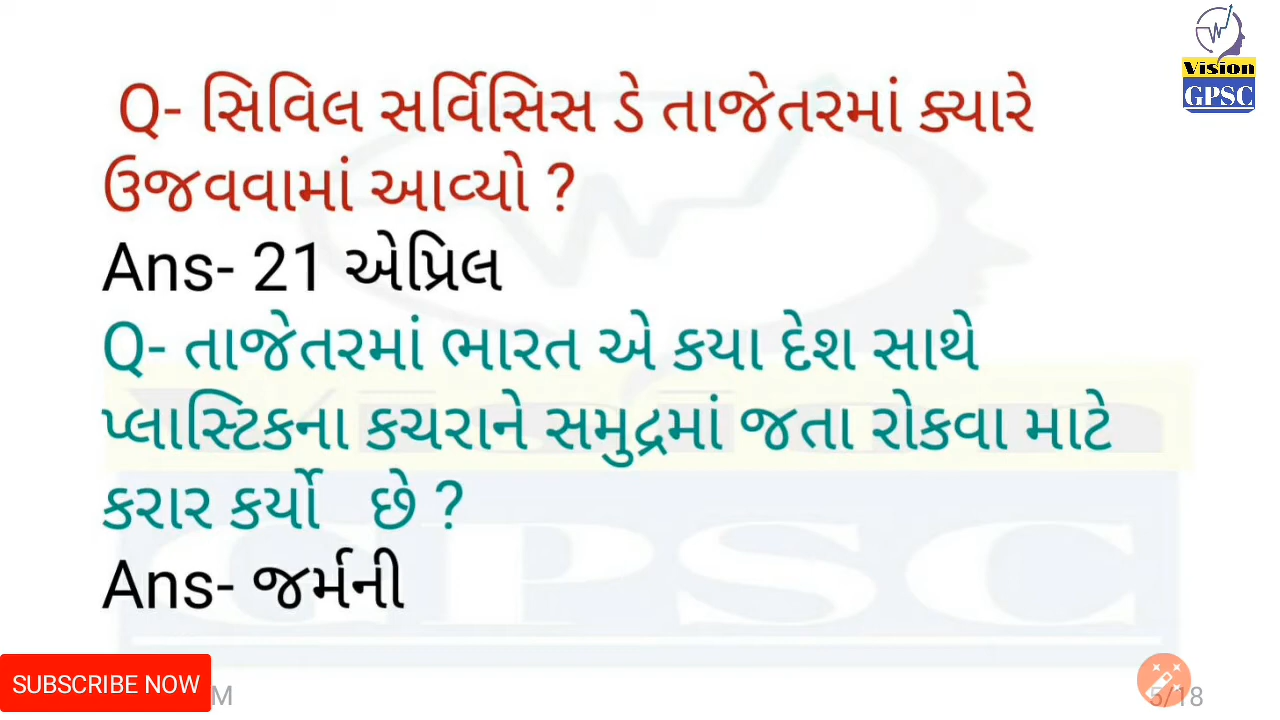 Vision
GPSC
Q- સિવિલ સર્વિસિસ ડે તાજેતરમાં ક્યારે
ઉજવવામાં આવ્યો ?
Ans- 21 એપ્રિલ
Q- તાજેતરમાં ભારત એ કયા દેશ સાથે
પ્લાસ્ટિકના કચરાને સમુદ્રમાં જતા રોકવા માટે
કરાર કર્યો છે ?
Ans- જર્મની
SUBSCRIBE NOW
M
5/18